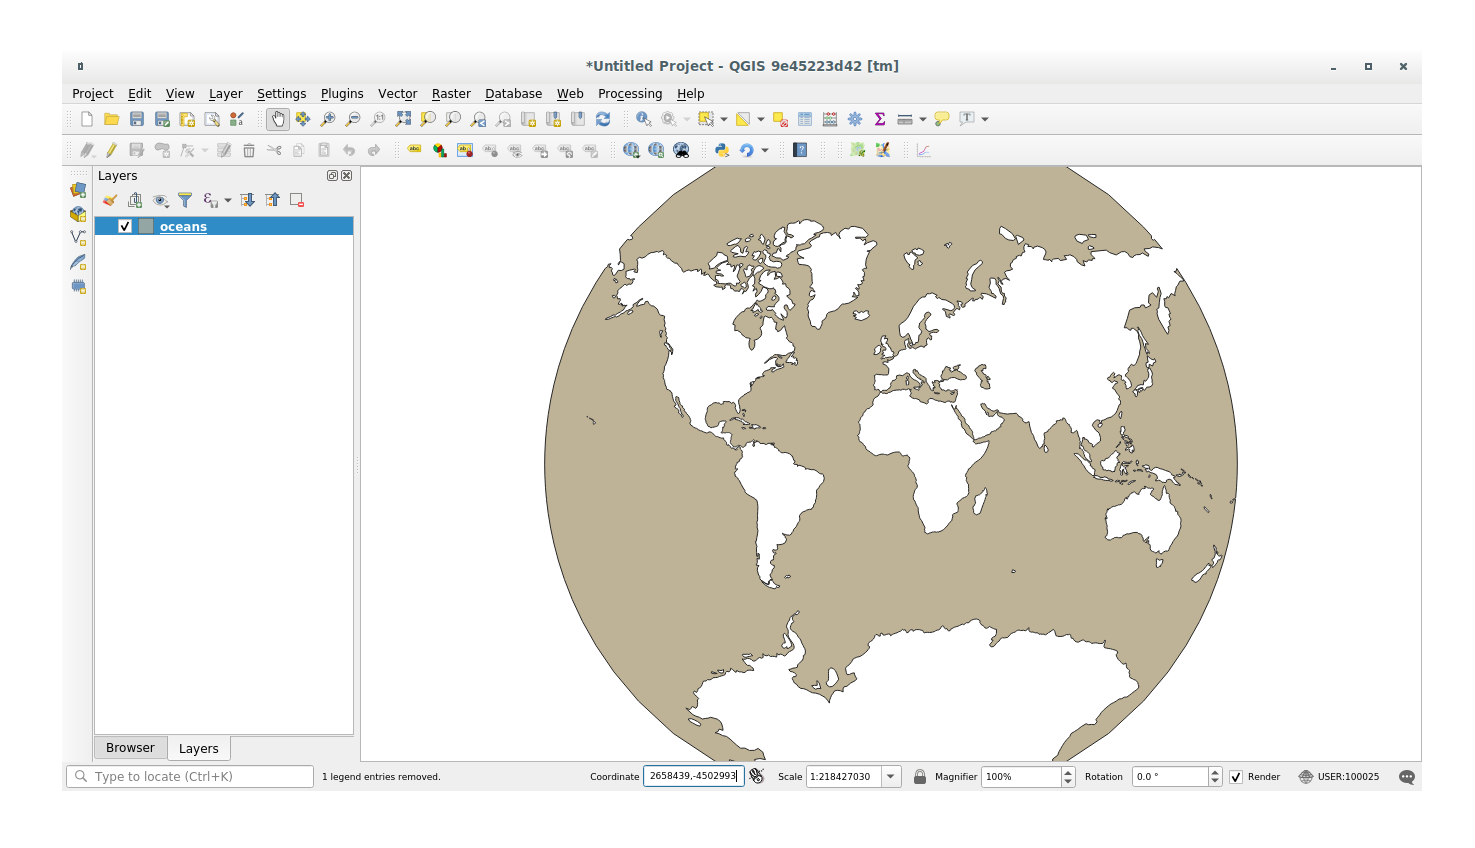 *Untitled Project - QGIS 9e45223d42 [tm]
Project Edit View Layer Settings Plugins Vector Raster Database Web Processing Help
Layers
oceans
Browser Layers
Type to locate (Ctrl+K) 1 legend entries removed. Coordinate 2658439,-4502993 Scale 1:218427030 Magnifier 100% Rotation 0.0 ° Render USER:100025